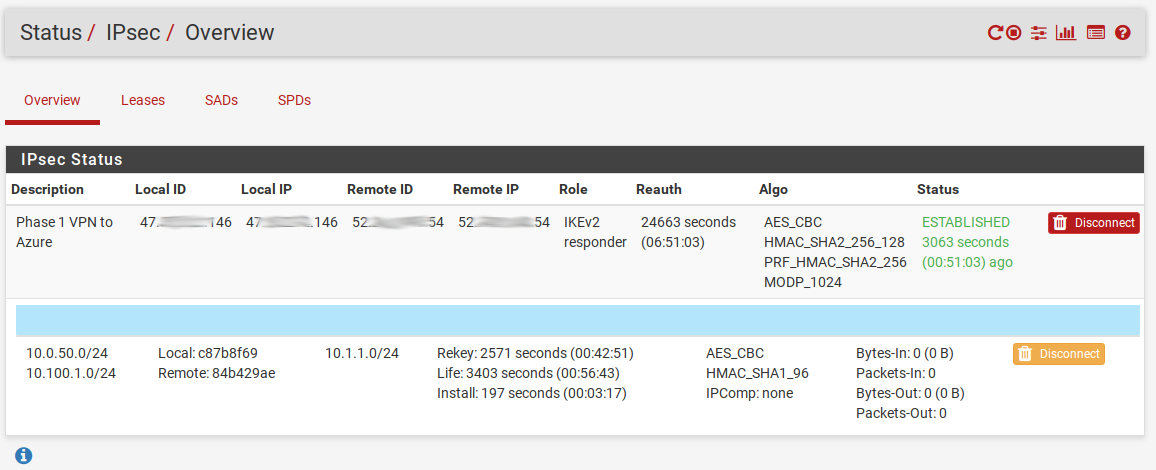 Status / IPsec / Overview
Overview Leases SADs SPDs
IPsec Status
Description Local ID Local IP Remote ID Remote IP Role Reauth Algo Status
Phase 1 VPN to Azure
47. 146
47. .146
52. 54
52. 54
IKEv2
responder
24663 seconds
(06:51:03)
AES_CBC
HMAC_SHA2_256_128
PRF_HMAC_SHA2_256
MODP_1024
ESTABLISHED
3063 seconds
(00:51:03) ago
Disconnect
10.0.50.0/24
10.100.1.0/24
Local: c87b8f69
Remote: 84b429ae
10.1.1.0/24
Rekey: 2571 seconds (00:42:51)
Life: 3403 seconds (00:56:43)
Install: 197 seconds (00:03:17)
AES_CBC
HMAC_SHA1_96
IPComp: none
Bytes-In: 0 (0 B)
Packets-In: 0
Bytes-Out: 0 (0 B)
Packets-Out: 0
Disconnect